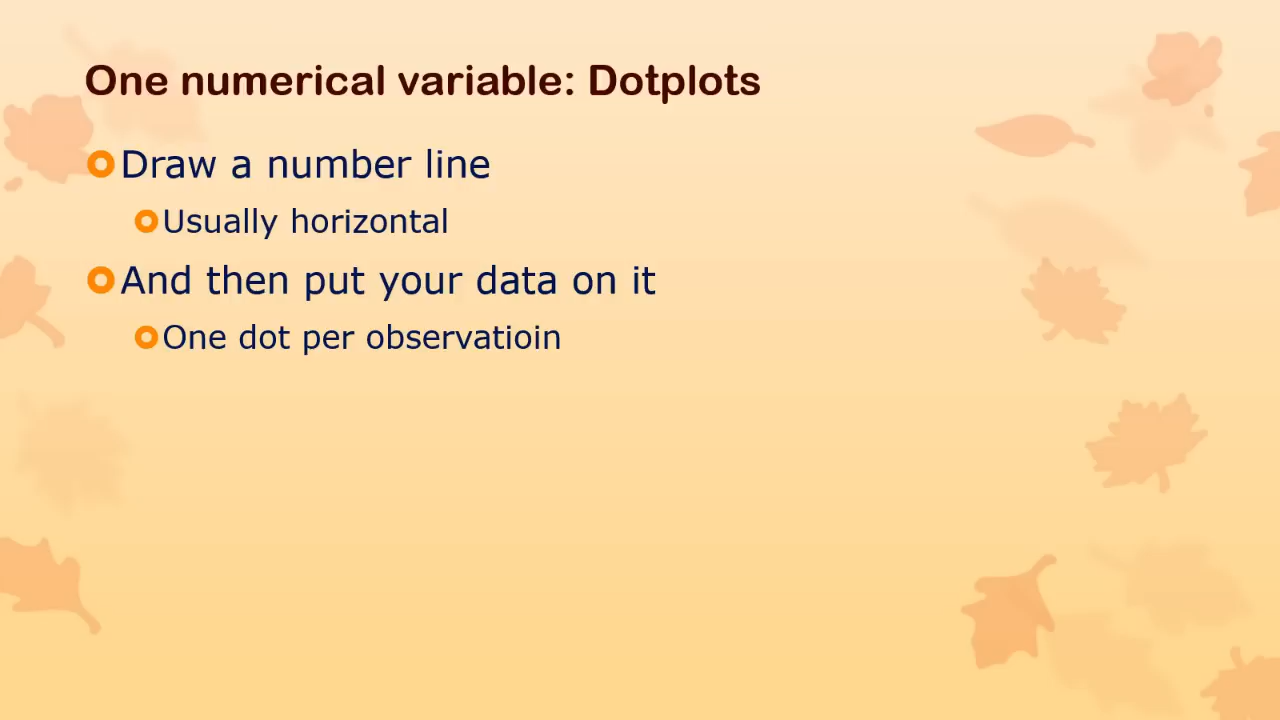 One numerical variable: Dotplots
Draw a number line
Usually horizontal
And then put your data on it
One dot per observatioin